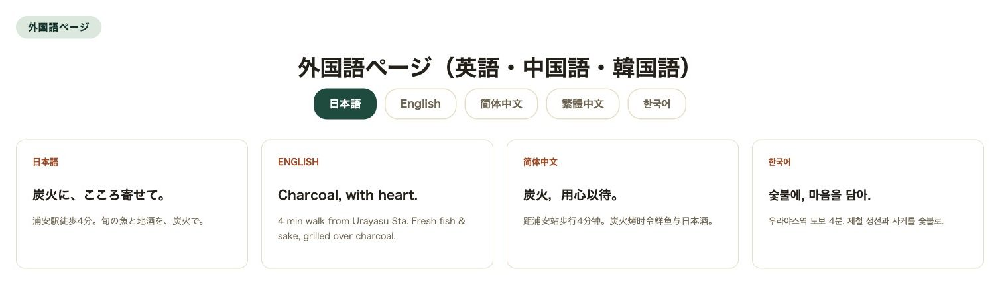 外国語ページ
外国語ページ（英語・中国語・韓国語）
日本語
English
简体中文
繁體中文
한국어
日本語
炭火に、こころ寄せて。
浦安駅徒歩4分。旬の魚と地酒を、炭火で。
ENGLISH
Charcoal, with heart.
4 min walk from Urayasu Sta. Fresh fish &
sake, grilled over charcoal.
简体中文
炭火，用心以待。
距浦安站步行4分钟。炭火烤时令鲜鱼与日本酒。
한국어
숯불에, 마음을 담아.
우라야스역 도보 4분. 제철 생선과 사케를 숯불로.